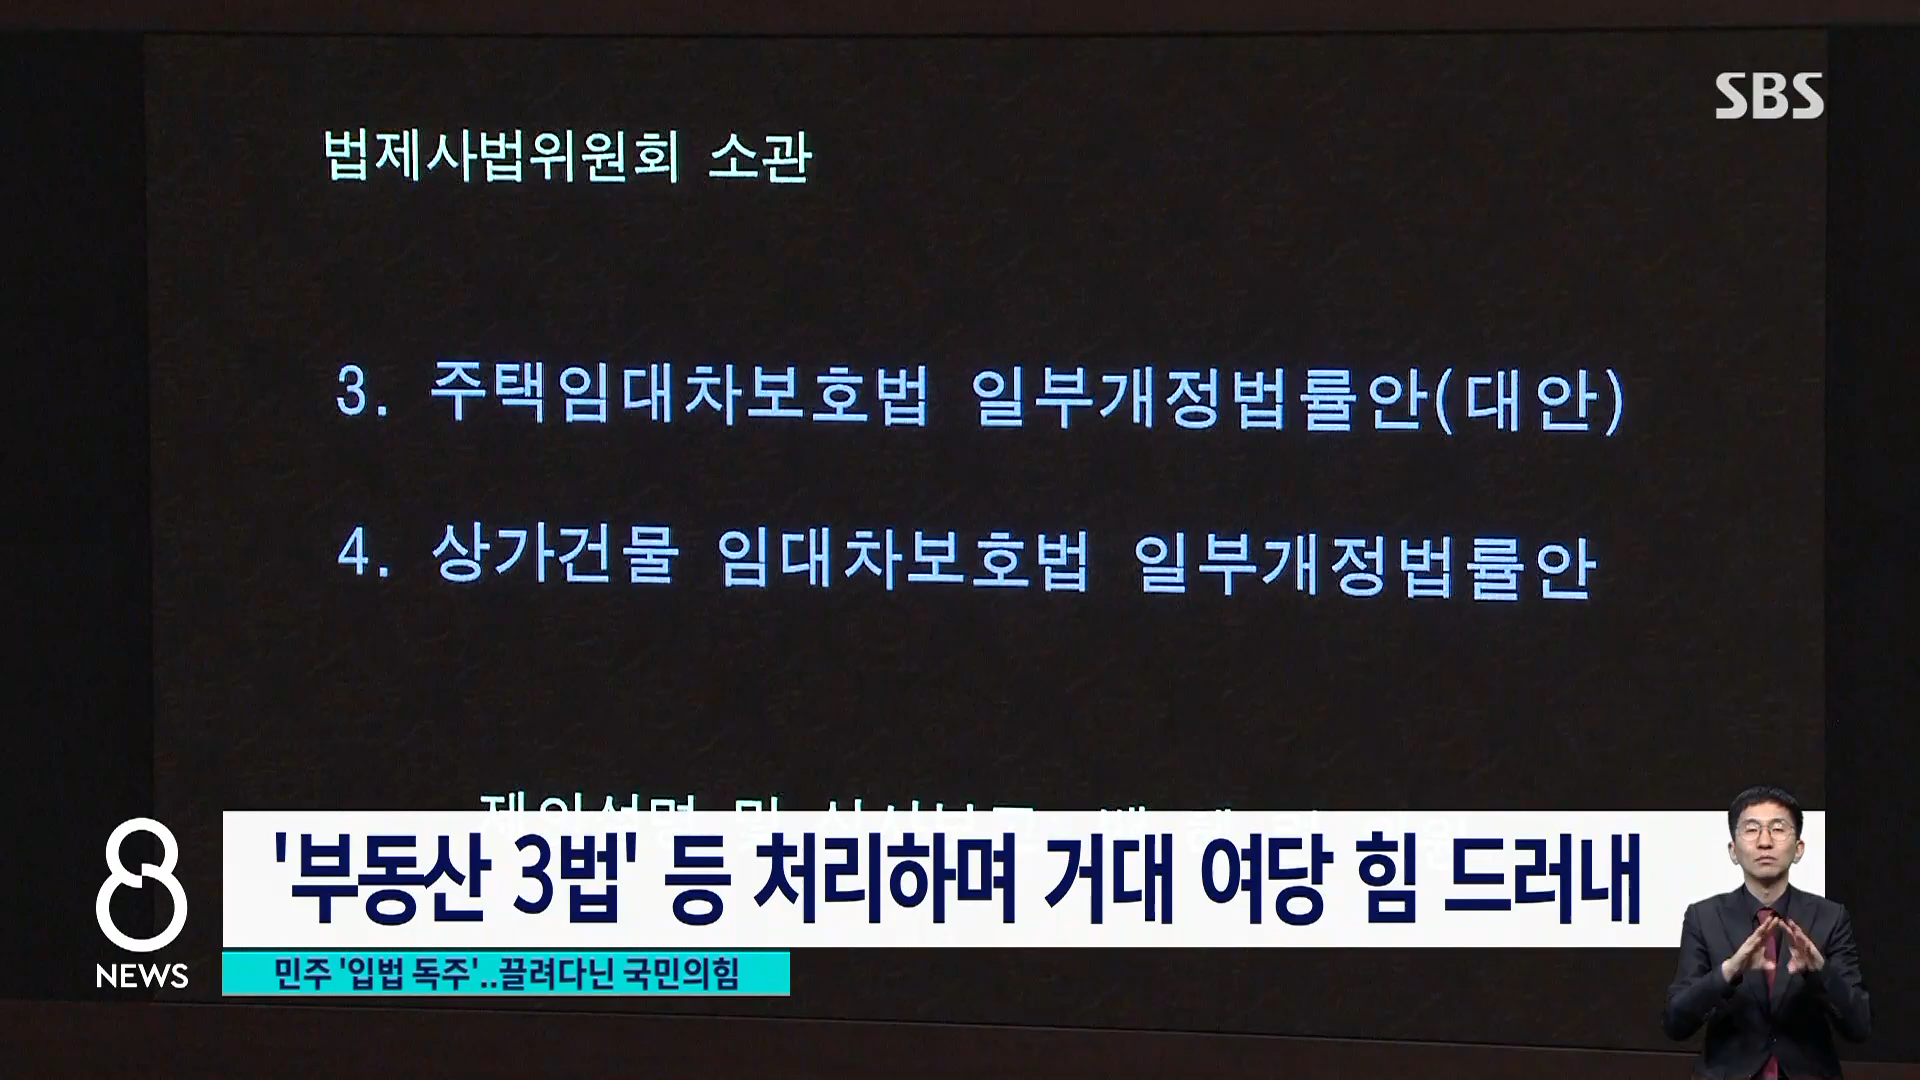 SBS
법제사법위원회 소관
3. 주택임대차보호법 일부개정법률안(대안)
4. 상가건물 임대차보호법 일부개정법률안
'부동산 3법' 등 처리하며 거대 여당 힘 드러내
민주 '입법 독주'..끌려다닌 국민의힘
8
NEWS